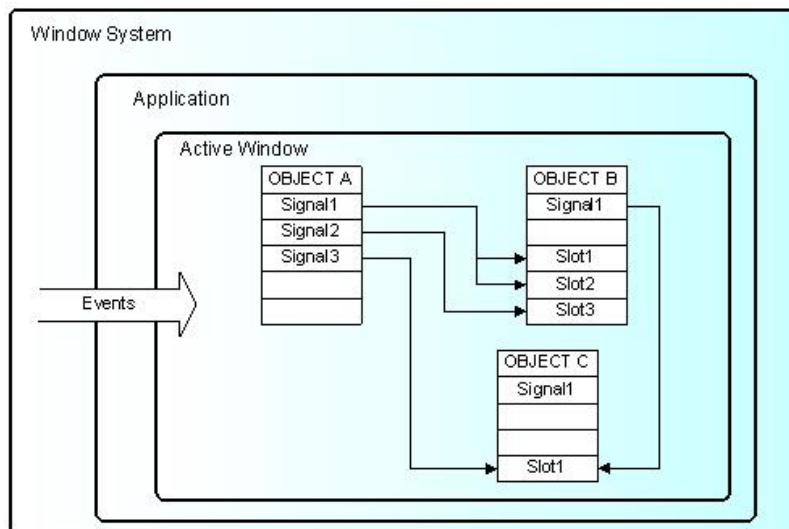 Window System
Application
Active Window
OBJECT A
Signal1
Signal2
Signal3
OBJECT B
Signal1
Slot1
Slot2
Slot3
Events
OBJECT C
Signal1
Slot1